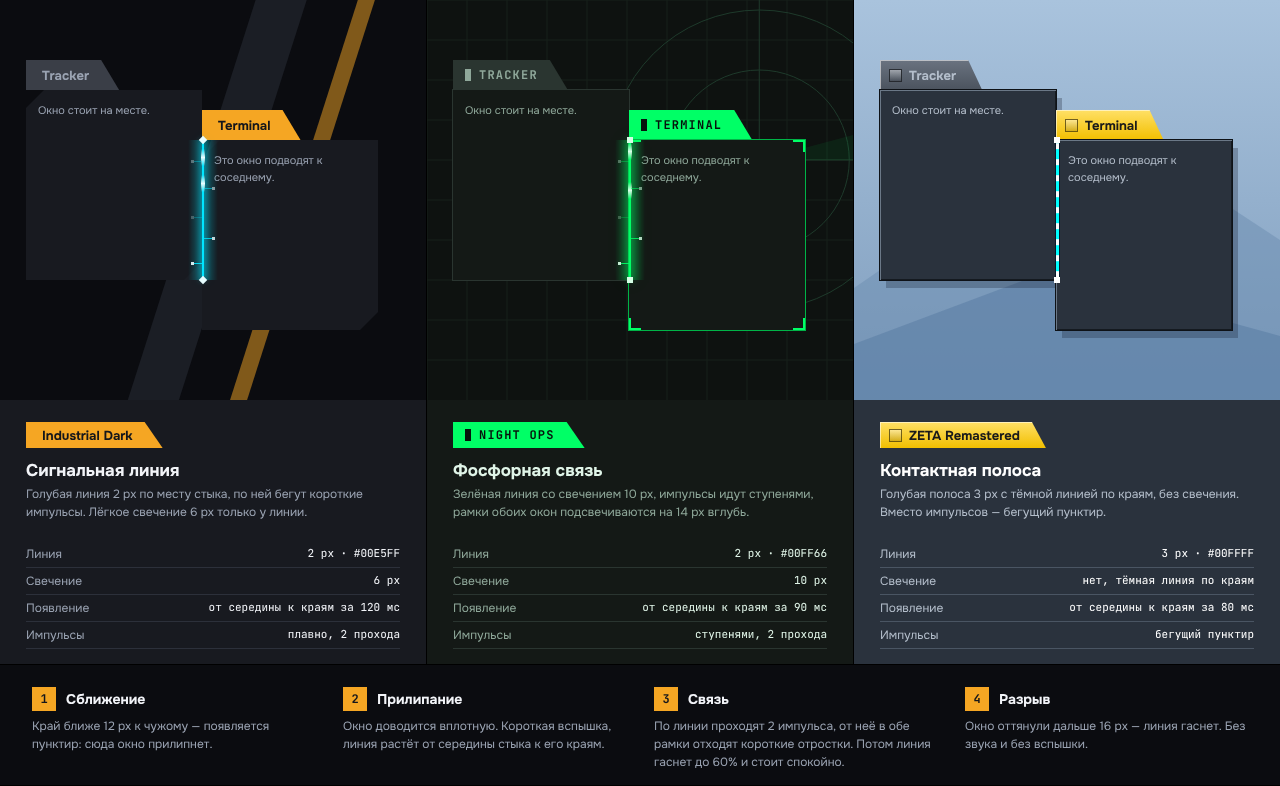 Tracker
Окно стоит на месте.
Terminal
Это окно подводят к
соседнему.
TRACKER
Окно стоит на месте.
TERMINAL
Это окно подводят к
соседнему.
Tracker
Окно стоит на месте.
Terminal
Это окно подводят к
соседнему.
Industrial Dark
Сигнальная линия
Голубая линия 2 px по месту стыка, по ней бегут короткие
импульсы. Лёгкое свечение 6 px только у линии.
Линия 2 px · #00E5FF
Свечение 6 px
Появление от середины к краям за 120 мс
Импульсы плавно, 2 прохода
NIGHT OPS
Фосфорная связь
Зелёная линия со свечением 10 px, импульсы идут ступенями,
рамки обоих окон подсвечиваются на 14 px вглубь.
Линия 2 px · #00FF66
Свечение 10 px
Появление от середины к краям за 90 мс
Импульсы ступенями, 2 прохода
ZETA Remastered
Контактная полоса
Голубая полоса 3 px с тёмной линией по краям, без свечения.
Вместо импульсов — бегущий пунктир.
Линия 3 px · #00FFFF
Свечение нет, тёмная линия по краям
Появление от середины к краям за 80 мс
Импульсы бегущий пунктир
1 Сближение
Край ближе 12 px к чужому — появляется
пунктир: сюда окно прилипнет.
2 Прилипание
Окно доводится вплотную. Короткая вспышка,
линия растёт от середины стыка к его краям.
3 Связь
По линии проходят 2 импульса, от неё в обе
рамки отходят короткие отростки. Потом линия
гаснет до 60% и стоит спокойно.
4 Разрыв
Окно оттянули дальше 16 px — линия гаснет. Без
звука и без вспышки.